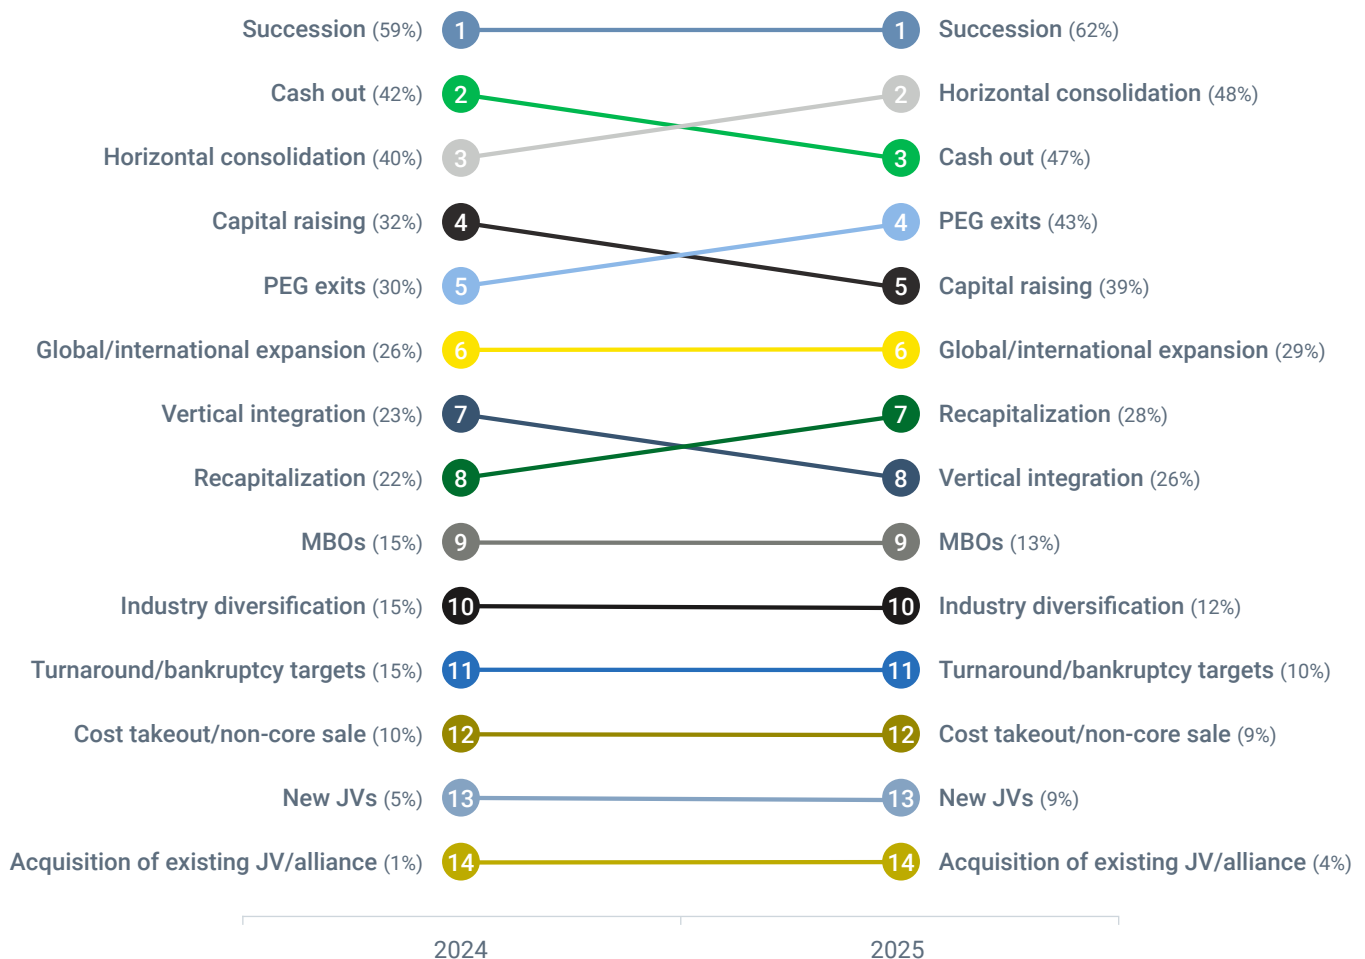 Succession (59%) 1 1 Succession (62%)
Cash out (42%) 2 2 Horizontal consolidation (48%)
Horizontal consolidation (40%) 3 3 Cash out (47%)
Capital raising (32%) 4 4 PEG exits (43%)
PEG exits (30%) 5 5 Capital raising (39%)
Global/international expansion (26%) 6 6 Global/international expansion (29%)
Vertical integration (23%) 7 7 Recapitalization (28%)
Recapitalization (22%) 8 8 Vertical integration (26%)
MBOs (15%) 9 9 MBOs (13%)
Industry diversification (15%) 10 10 Industry diversification (12%)
Turnaround/bankruptcy targets (15%) 11 11 Turnaround/bankruptcy targets (10%)
Cost takeout/non-core sale (10%) 12 12 Cost takeout/non-core sale (9%)
New JVs (5%) 13 13 New JVs (9%)
Acquisition of existing JV/alliance (1%) 14 14 Acquisition of existing JV/alliance (4%)
2024 2025